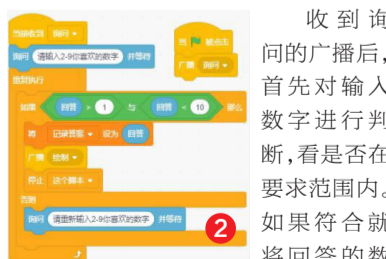 当接收到 询问
询问 请输入2-9你喜欢的数字 并等待
重复执行
如果 回答 > 1 与 回答 < 10 那么
将 记录答案 设为 回答
广播 绘制
停止 这个脚本
否则
询问 请重新输入2-9你喜欢的数字 并等待
当 被点击
广播 询问
2
收到询
问的广播后，
首先对输入
数字进行判
断，看是否在
要求范围内。
如果符合就
将回答的数